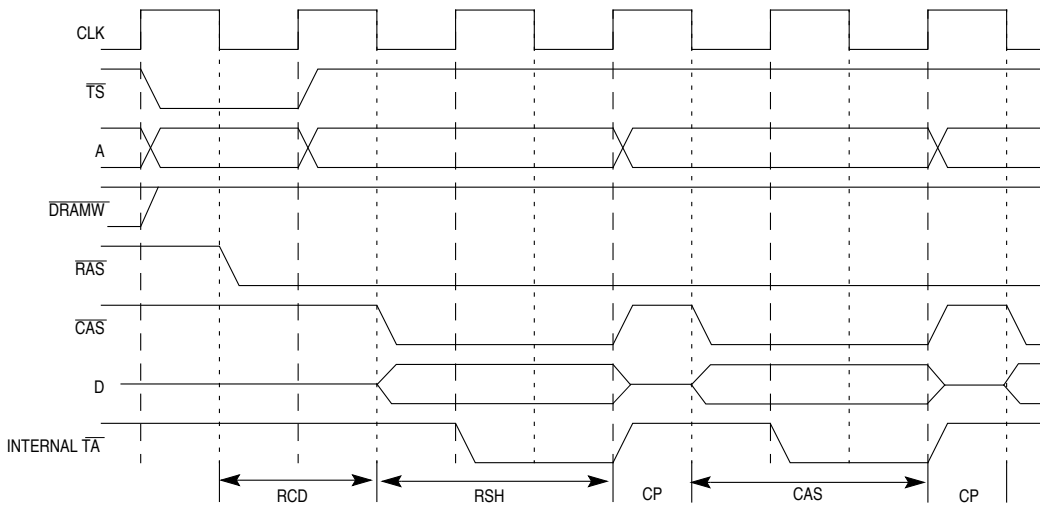 CLK
TS
A
DRAMW
RAS
CAS
D
INTERNAL TA
RCD RSH CP CAS CP